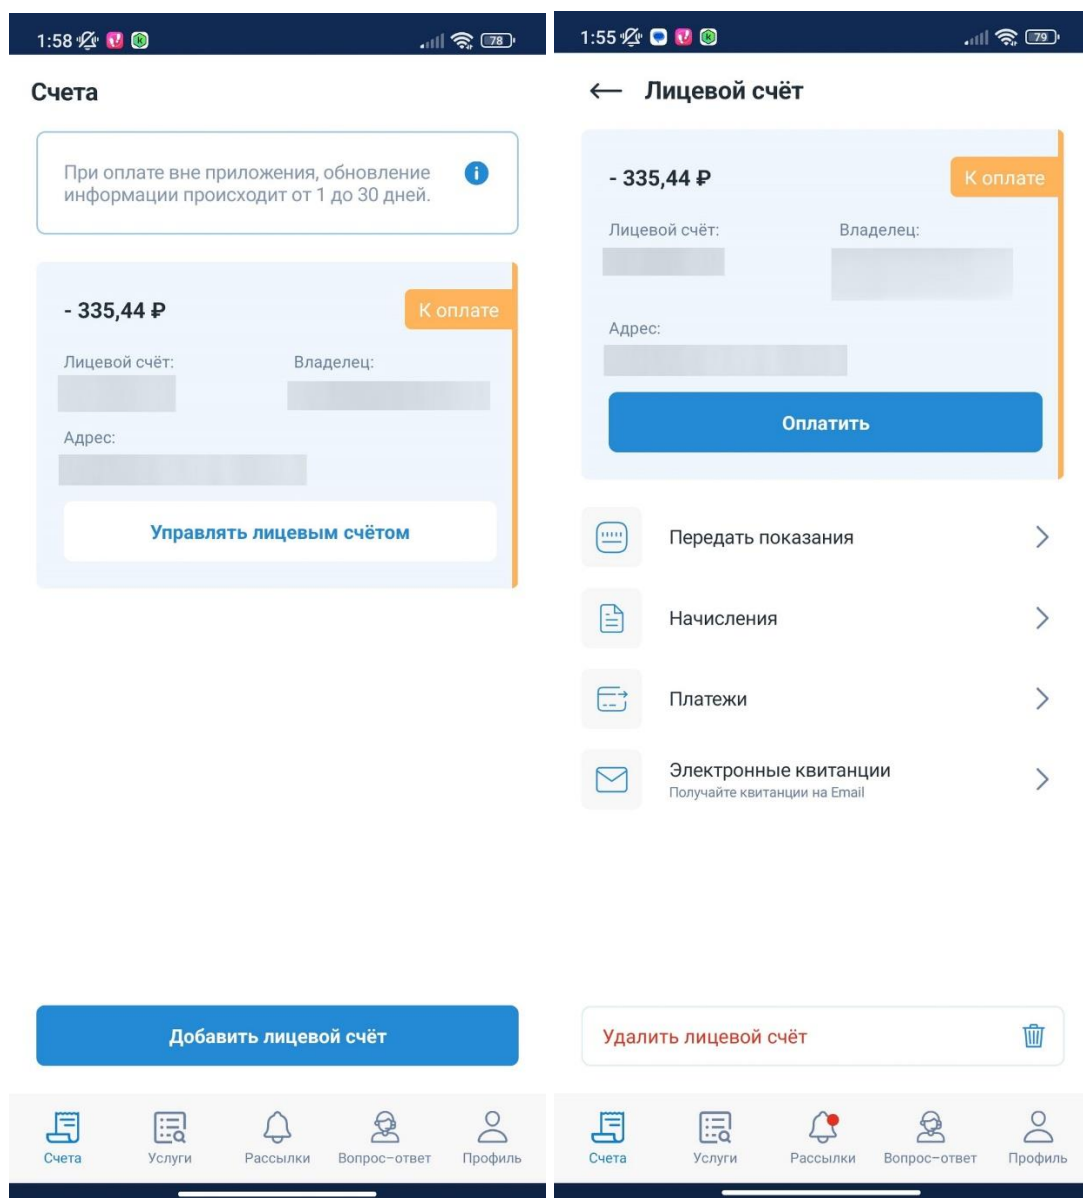 1:58
78
Счета
При оплате вне приложения, обновление
информации происходит от 1 до 30 дней.
- 335,44 ₽
К оплате
Лицевой счёт:
Владелец:
Адрес:
Управлять лицевым счётом
Добавить лицевой счёт
Счета
Услуги
Рассылки
Вопрос-ответ
Профиль
1:55
79
Лицевой счёт
- 335,44 ₽
К оплате
Лицевой счёт:
Владелец:
Адрес:
Оплатить
Передать показания
Начисления
Платежи
Электронные квитанции
Получайте квитанции на Email
Удалить лицевой счёт
Счета
Услуги
Рассылки
Вопрос-ответ
Профиль